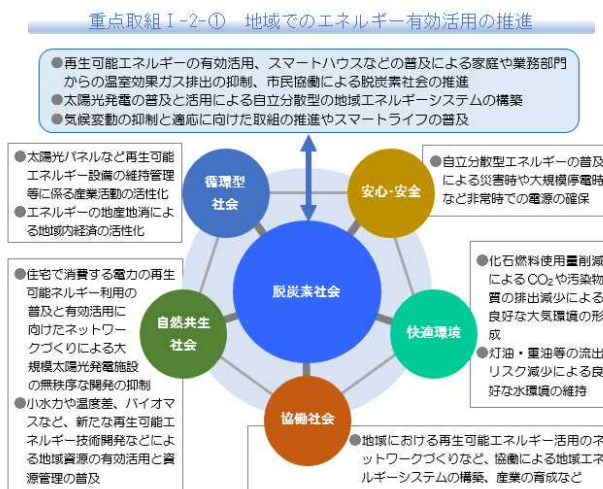 重点取組Ⅰ-2-① 地域でのエネルギー有効活用の推進
●再生可能エネルギーの有効活用、スマートハウスなどの普及による家庭や業務部門
からの温室効果ガス排出の抑制、市民協働による脱炭素社会の推進
●太陽光発電の普及と活用による自立分散型の地域エネルギーシステムの構築
●気候変動の抑制と適応に向けた取組の推進やスマートライフの普及
●太陽光パネルなど再生可能
エネルギー設備の維持管理
等に係る産業活動の活性化
●エネルギーの地産地消によ
る地域内経済の活性化
循環型
社会
安心・安全
●自立分散型エネルギーの普及
による災害時や大規模停電時
など非常時での電源の確保
脱炭素社会
●住宅で消費する電力の再生
可能ネルギー利用の
普及と有効活用に
向けたネットワー
クづくりによる大
規模太陽光発電施設
の無秩序な開発の抑制
●小水力や温度差、バイオマ
スなど、新たな再生可能エ
ネルギー技術開発などによ
る地域資源の有効活用と資
源管理の普及
自然共生
社会
快適環境
●化石燃料使用量削減
によるCO₂や汚染物
質の排出減少による
良好な大気環境の形
成
●灯油・重油等の流出
リスク減少による良
好な水環境の維持
協働社会
●地域における再生可能エネルギー活用のネ
ットワークづくりなど、協働による地域エネ
ルギーシステムの構築、産業の育成など